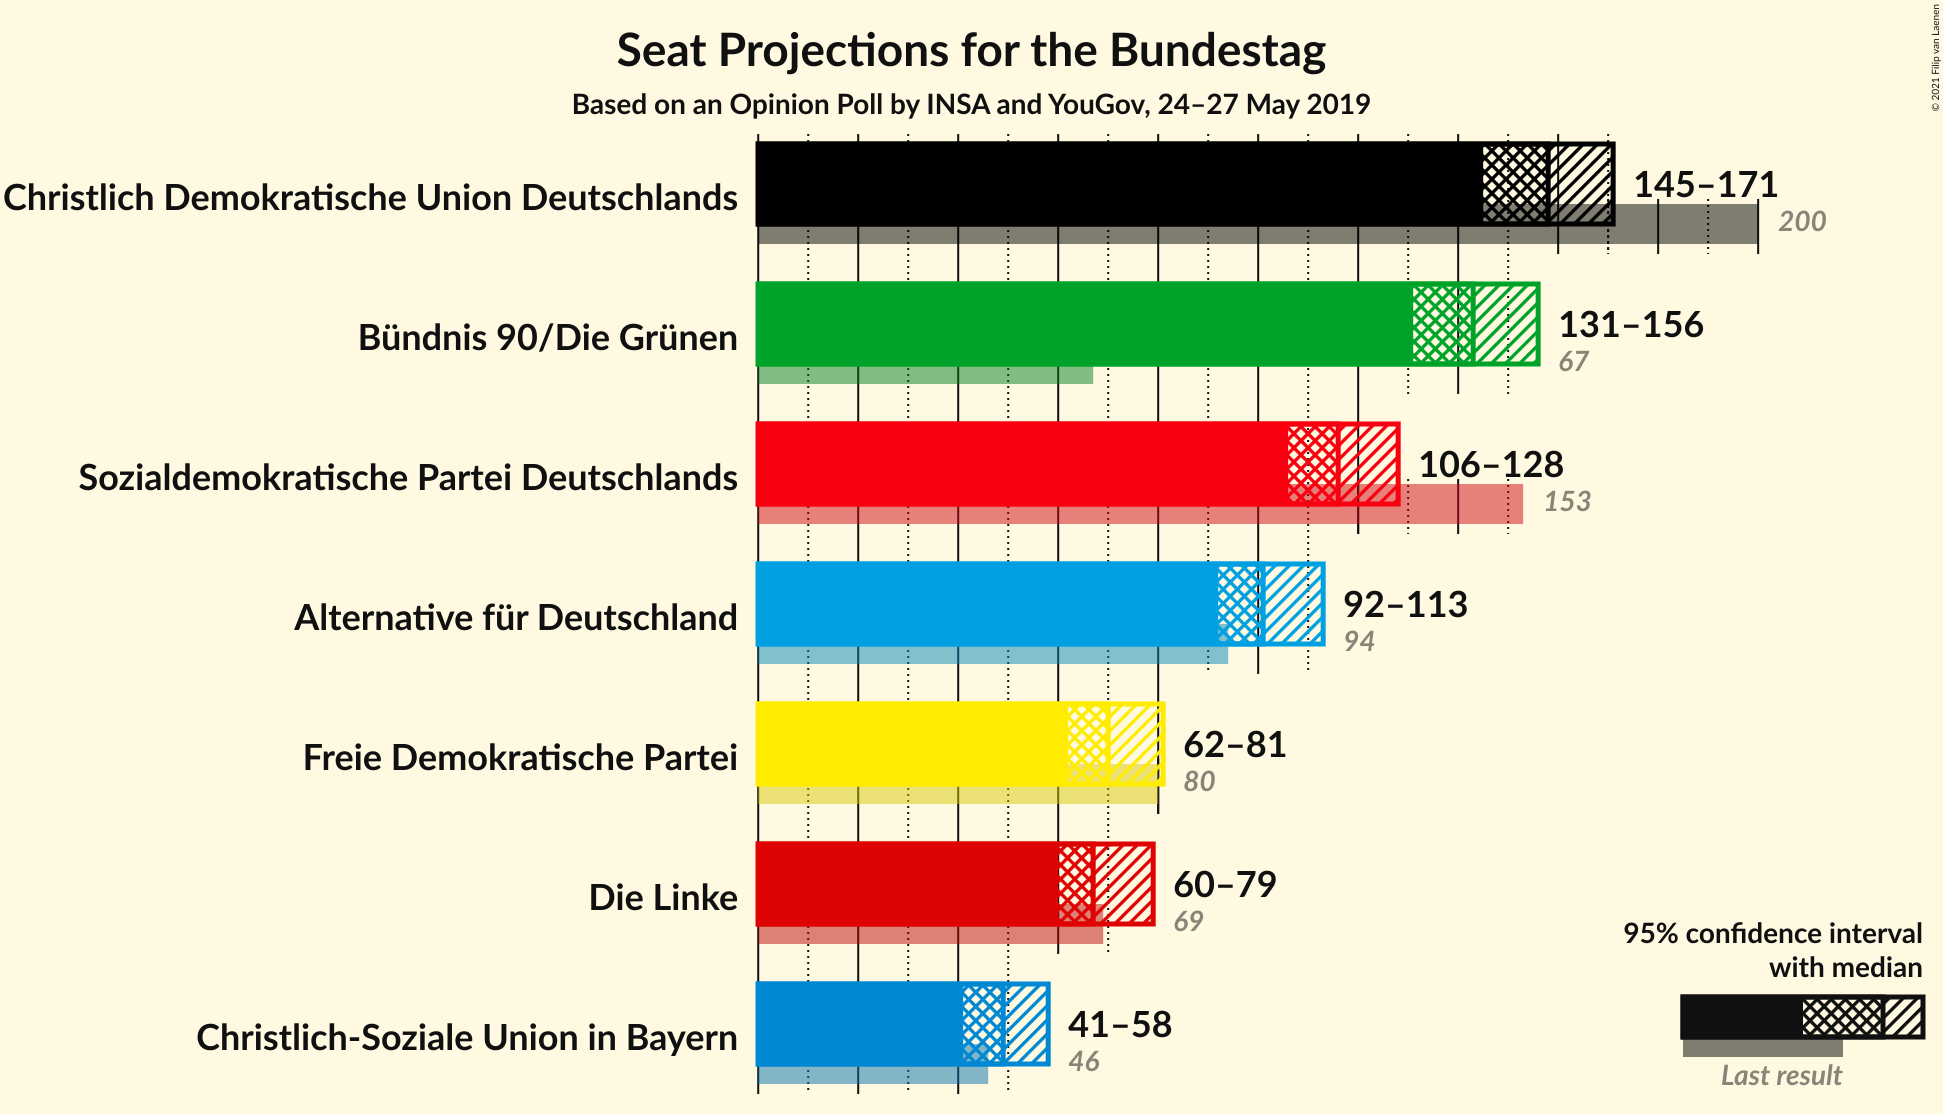 Seat Projections for the Bundestag
Based on an Opinion Poll by INSA and YouGov, 24–27 May 2019
© 2021 Filip van Laenen
Christlich Demokratische Union Deutschlands
145–171
200
Bündnis 90/Die Grünen
131–156
67
Sozialdemokratische Partei Deutschlands
106–128
153
Alternative für Deutschland
92–113
94
Freie Demokratische Partei
62–81
80
Die Linke
60–79
69
Christlich-Soziale Union in Bayern
41–58
46
95% confidence interval
with median
Last result